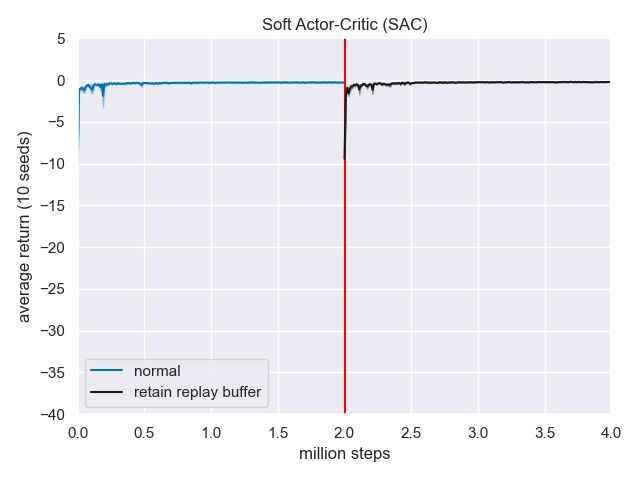 Soft Actor-Critic (SAC)
average return (10 seeds)
5
0
−5
−10
−15
−20
−25
−30
−35
−40
normal
retain replay buffer
0.0 0.5 1.0 1.5 2.0 2.5 3.0 3.5 4.0
million steps